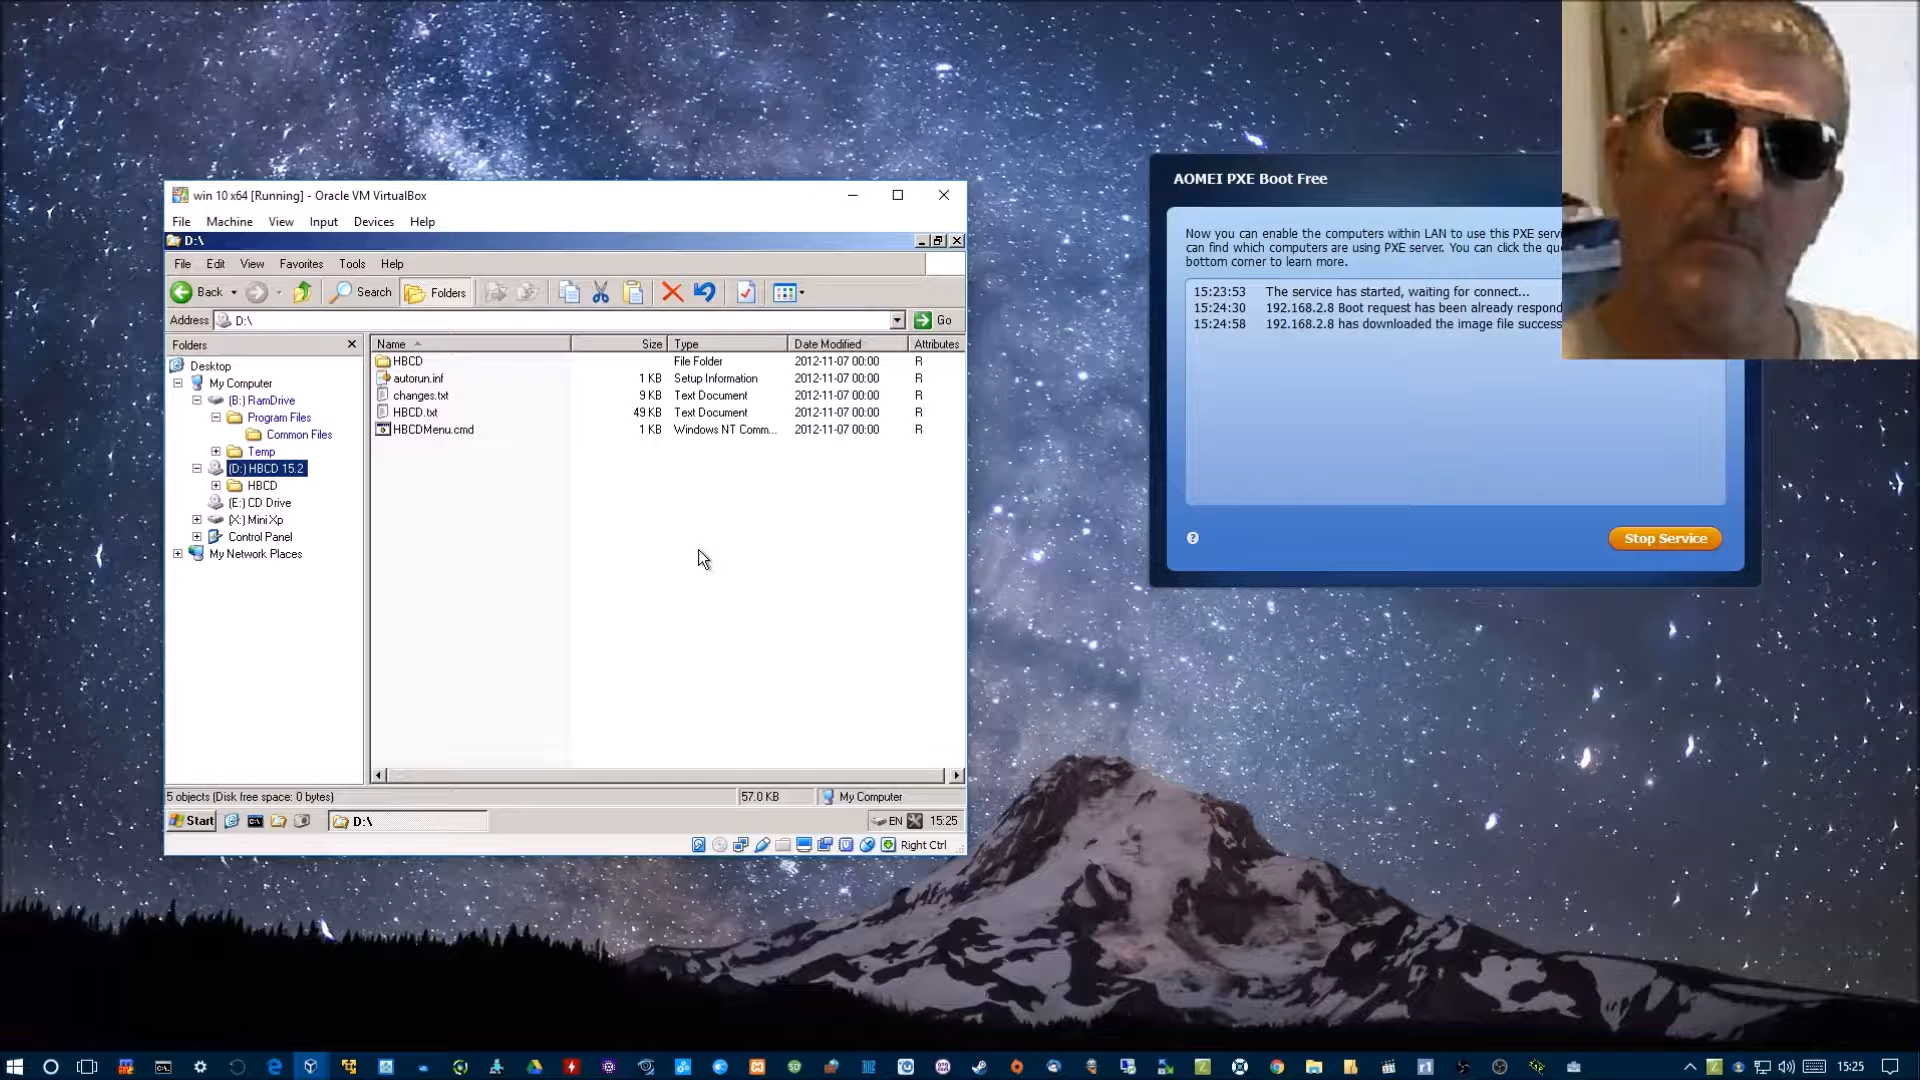 win 10 x64 [Running] - Oracle VM VirtualBox
File Machine View Input Devices Help
D:\
File Edit View Favorites Tools Help
Back Search Folders
Address D:\ Go
Folders
Desktop
My Computer
(B:) RamDrive
Program Files
Common Files
Temp
(D:) HBCD 15.2
HBCD
(E:) CD Drive
(X:) Mini Xp
Control Panel
My Network Places
Name Size Type Date Modified Attributes
HBCD File Folder 2012-11-07 00:00 R
autorun.inf 1 KB Setup Information 2012-11-07 00:00 R
changes.txt 9 KB Text Document 2012-11-07 00:00 R
HBCD.txt 49 KB Text Document 2012-11-07 00:00 R
HBCDMenu.cmd 1 KB Windows NT Comm... 2012-11-07 00:00 R
5 objects (Disk free space: 0 bytes) 57.0 KB My Computer
Start D:\ EN 15:25
Right Ctrl
AOMEI PXE Boot Free
Now you can enable the computers within LAN to use this PXE servi
can find which computers are using PXE server. You can click the qu
bottom corner to learn more.
15:23:53 The service has started, waiting for connect...
15:24:30 192.168.2.8 Boot request has been already respond
15:24:58 192.168.2.8 has downloaded the image file success
Stop Service
15:25